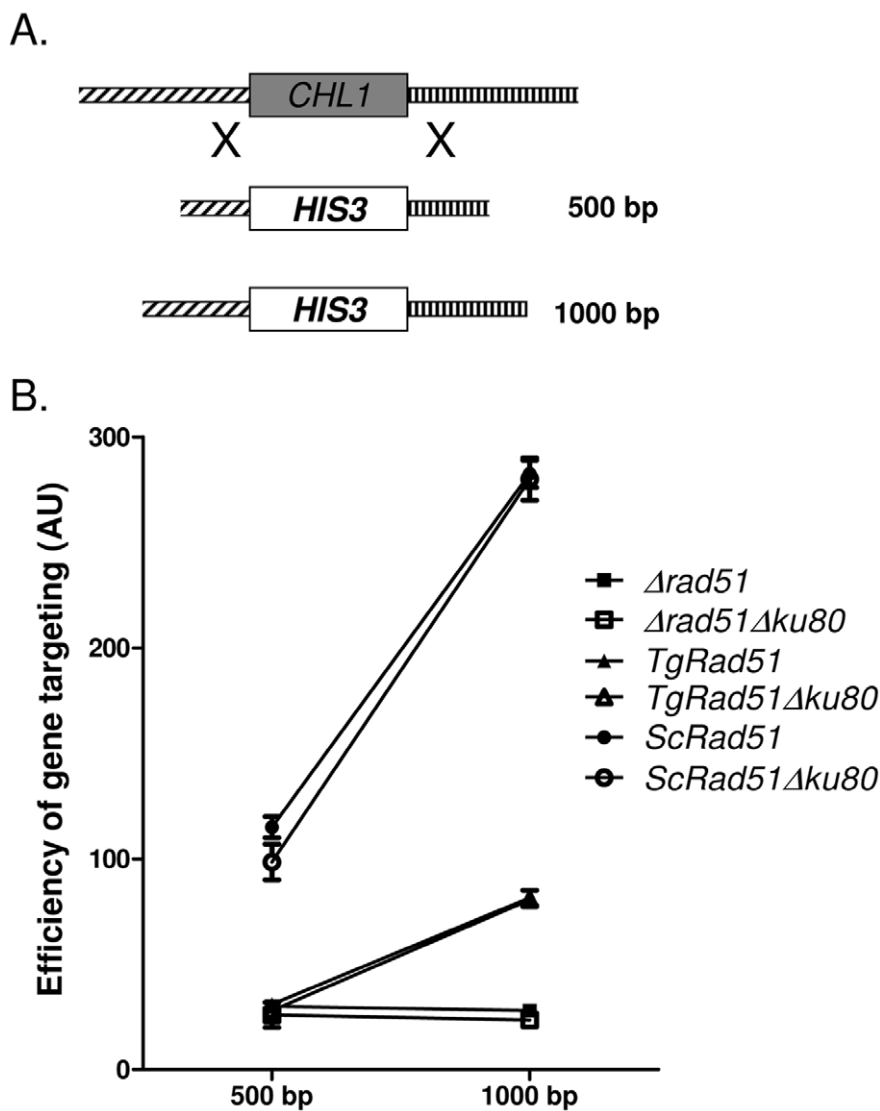 A.
CHL1
X X
HIS3 500 bp
HIS3 1000 bp
B.
Efficiency of gene targeting (AU)
300
200
100
0
500 bp 1000 bp
Δrad51
Δrad51Δku80
TgRad51
TgRad51Δku80
ScRad51
ScRad51Δku80